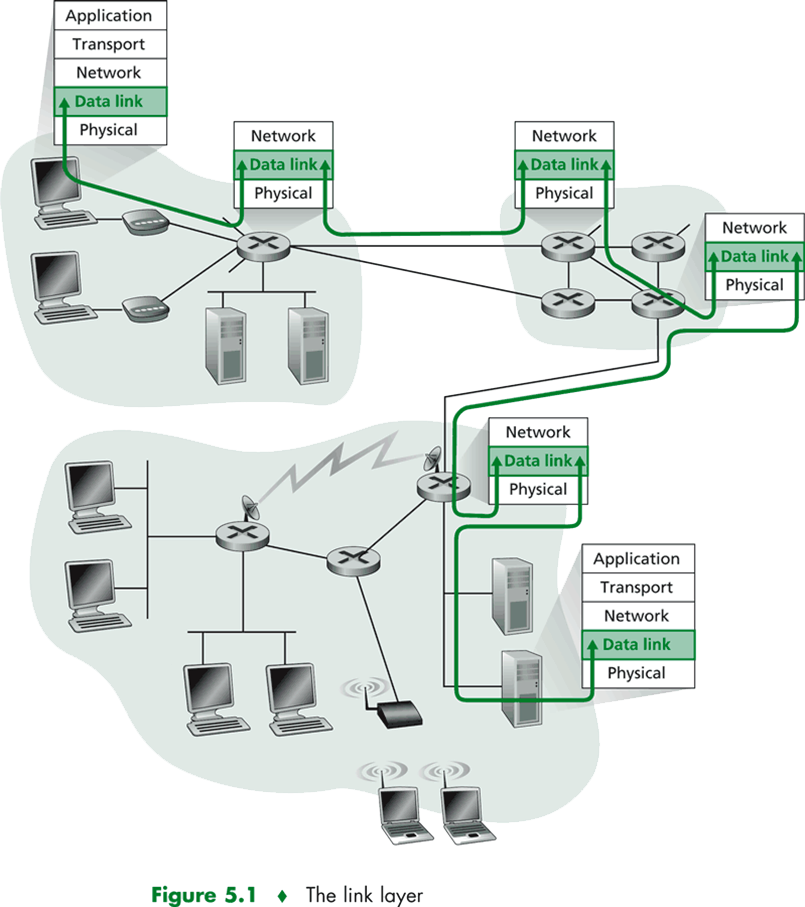 Application
Transport
Network
Data link
Physical
Network
Data link
Physical
Network
Data link
Physical
Network
Data link
Physical
Network
Data link
Physical
Application
Transport
Network
Data link
Physical
Figure 5.1 ♦ The link layer